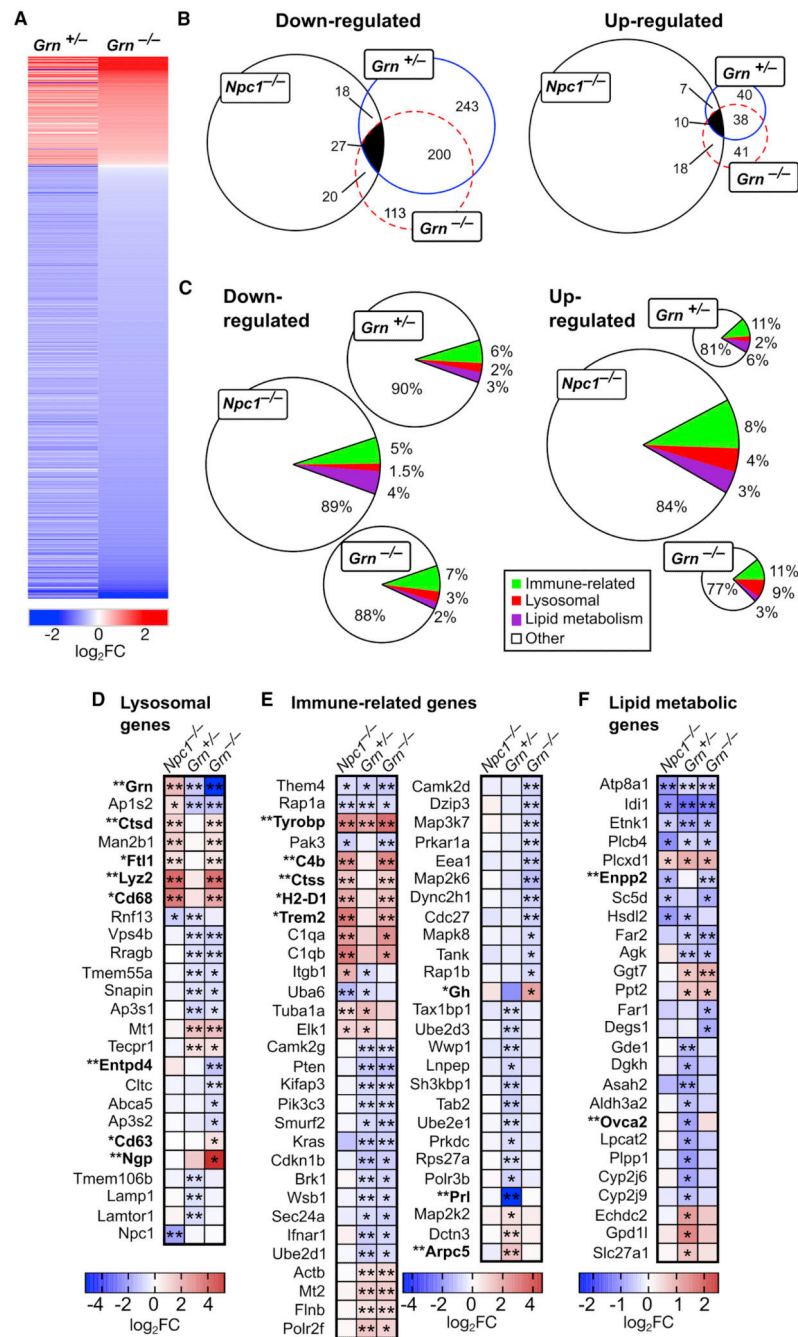 A
Grn +/–
Grn –/–
-2 0 2
log2FC
B
Down-regulated
Npc1–/–
Grn +/–
18
243
27
200
20
113
Grn –/–
Up-regulated
Npc1–/–
Grn +/–
7
40
10
38
18
41
Grn –/–
C
Down-
regulated
Grn +/–
6%
2%
3%
90%
Npc1–/–
5%
1.5%
4%
89%
Grn –/–
7%
3%
2%
88%
Up-
regulated
Grn +/–
11%
2%
6%
81%
Npc1–/–
8%
4%
3%
84%
Grn –/–
11%
9%
3%
77%
Immune-related
Lysosomal
Lipid metabolism
Other
D Lysosomal
genes
Npc1–/– Grn+/– Grn–/–
**Grn ** ** **
Ap1s2 * ** **
**Ctsd ** **
Man2b1 ** **
*Ftl1 ** **
**Lyz2 ** **
*Cd68 ** **
Rnf13 * **
Vps4b ** **
Rragb ** **
Tmem55a ** *
Snapin ** *
Ap3s1 ** *
Mt1 ** **
Tecpr1 ** *
**Entpd4 **
Cltc **
Abca5 *
Ap3s2 *
*Cd63 *
**Ngp *
Tmem106b **
Lamp1 **
Lamtor1 **
Npc1 **
-4 -2 0 2 4
log2FC
E Immune-related genes
Npc1–/– Grn+/– Grn–/–
Them4 * * **
Rap1a ** ** *
**Tyrobp ** ** **
Pak3 * **
**C4b ** **
**Ctss ** **
*H2-D1 ** **
*Trem2 ** **
C1qa ** *
C1qb ** *
Itgb1 * *
Uba6 ** *
Tuba1a ** *
Elk1 * *
Camk2g ** **
Pten ** **
Kifap3 ** **
Pik3c3 ** **
Smurf2 * **
Kras ** **
Cdkn1b ** *
Brk1 ** *
Wsb1 ** *
Sec24a * *
Ifnar1 ** *
Ube2d1 ** *
Actb ** **
Mt2 ** **
Flnb ** *
Polr2f ** *
Npc1–/– Grn+/– Grn–/–
Camk2d **
Dzip3 **
Map3k7 **
Prkar1a **
Eea1 **
Map2k6 **
Dync2h1 **
Cdc27 **
Mapk8 *
Tank *
Rap1b *
*Gh *
Tax1bp1 **
Ube2d3 **
Wwp1 **
Lnpep *
Sh3kbp1 **
Tab2 **
Ube2e1 **
Prkdc *
Rps27a **
Polr3b *
**Prl **
Map2k2 *
Dctn3 **
**Arpc5 **
-4 -2 0 2 4
log2FC
F Lipid metabolic
genes
Npc1–/– Grn+/– Grn–/–
Atp8a1 ** ** **
Idi1 * ** **
Etnk1 * ** *
Plcb4 * * *
Plcxd1 * * *
**Enpp2 * **
Sc5d * *
Hsdl2 * *
Far2 * **
Agk ** *
Ggt7 * **
Ppt2 * *
Far1 *
Degs1 *
Gde1 **
Dgkh *
Asah2 **
Aldh3a2 *
**Ovca2 *
Lpcat2 *
Plpp1 *
Cyp2j6 *
Cyp2j9 *
Echdc2 *
Gpd1l *
Slc27a1 *
-2 -1 0 1 2
log2FC